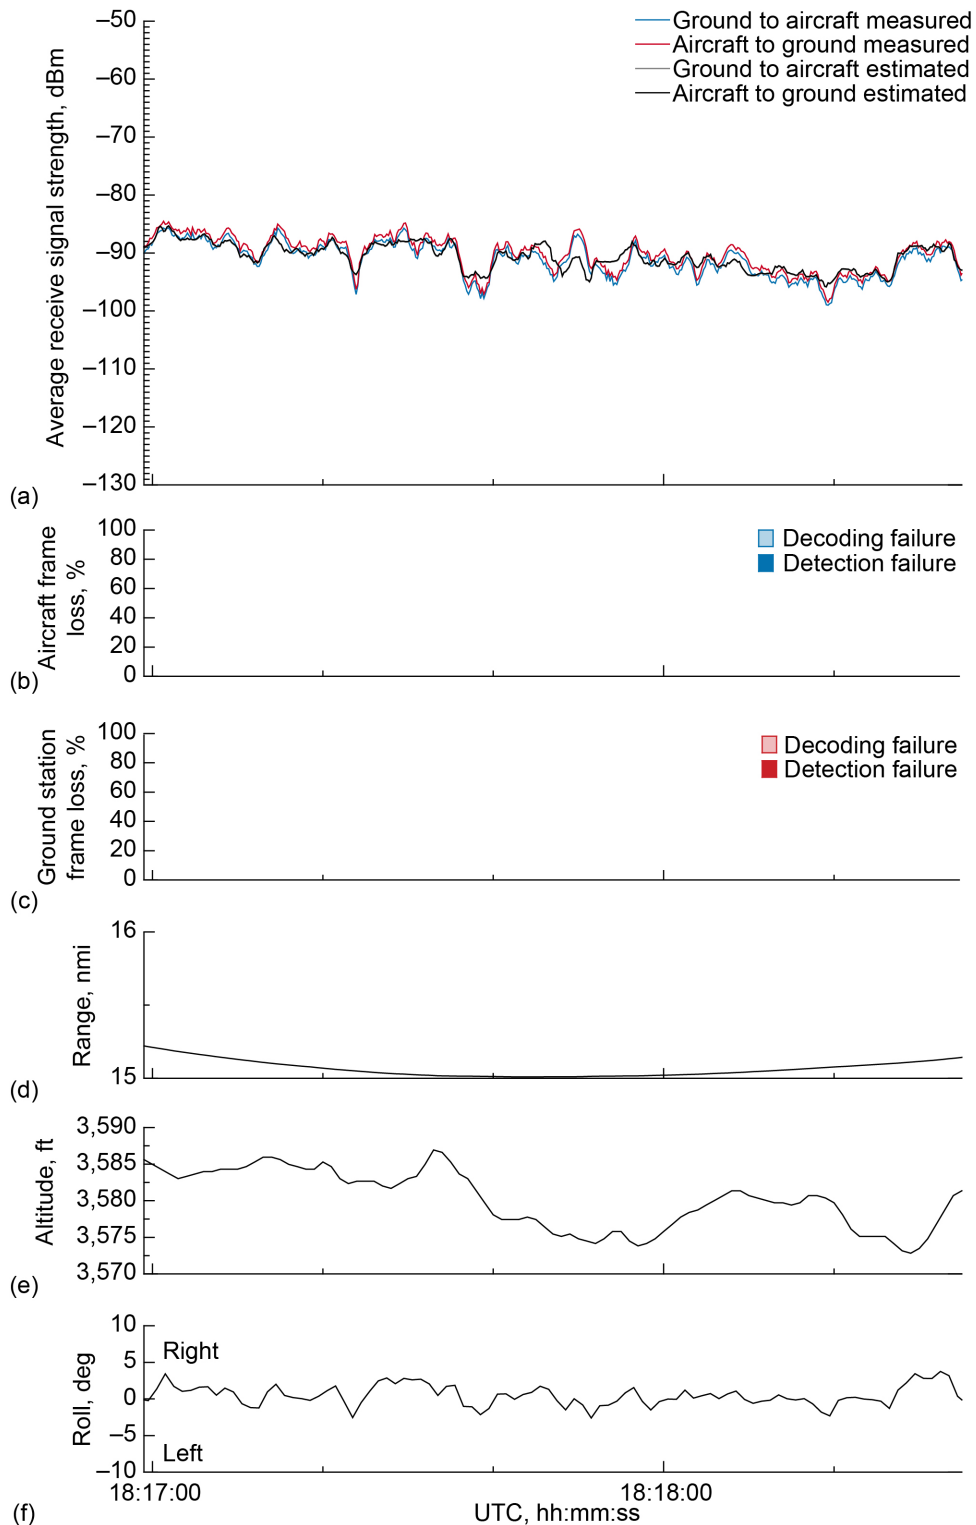 –50
–60
–70
–80
–90
–100
–110
–120
–130
Average receive signal strength, dBm
Ground to aircraft measured
Aircraft to ground measured
Ground to aircraft estimated
Aircraft to ground estimated
(a)
100
80
60
40
20
0
Aircraft frame
loss, %
Decoding failure
Detection failure
(b)
100
80
60
40
20
0
Ground station
frame loss, %
Decoding failure
Detection failure
(c)
16
15
Range, nmi
(d)
3,590
3,585
3,580
3,575
3,570
Altitude, ft
(e)
10
5
0
–5
–10
Roll, deg
Right
Left
18:17:00
18:18:00
UTC, hh:mm:ss
(f)